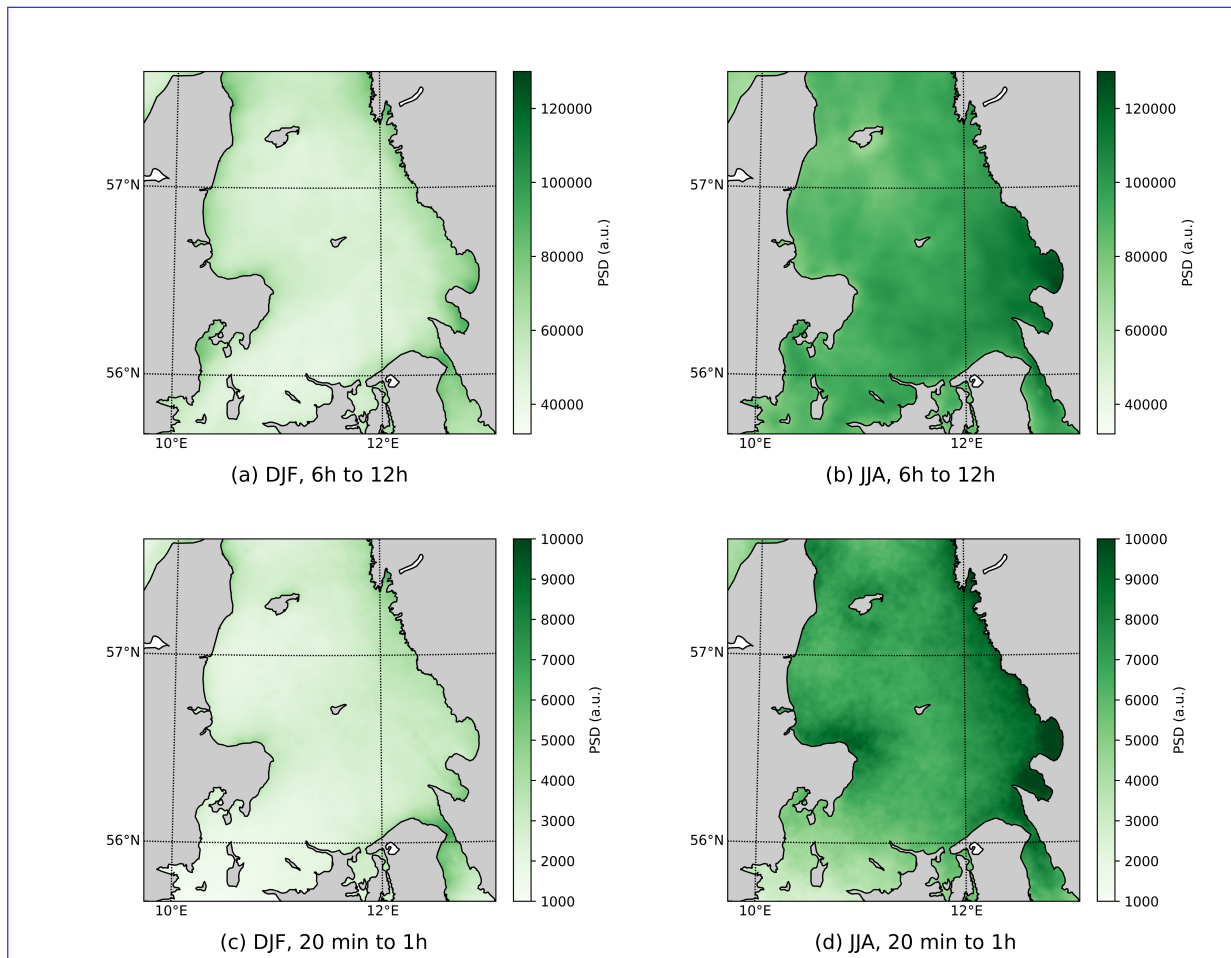 120000
100000
80000
60000
40000
PSD (a.u.)
57°N
56°N
10°E
12°E
(a) DJF, 6h to 12h
120000
100000
80000
60000
40000
PSD (a.u.)
57°N
56°N
10°E
12°E
(b) JJA, 6h to 12h
10000
9000
8000
7000
6000
5000
4000
3000
2000
1000
PSD (a.u.)
57°N
56°N
10°E
12°E
(c) DJF, 20 min to 1h
10000
9000
8000
7000
6000
5000
4000
3000
2000
1000
PSD (a.u.)
57°N
56°N
10°E
12°E
(d) JJA, 20 min to 1h